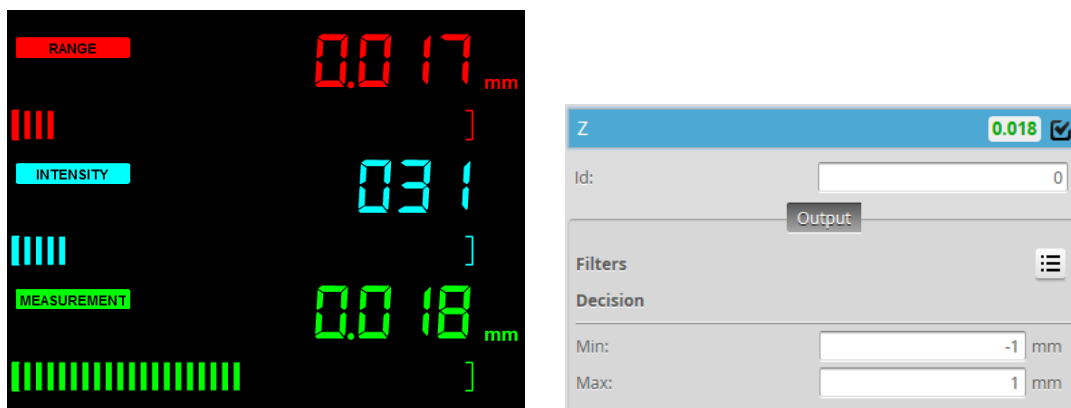 RANGE
0.017 mm
INTENSITY
031
MEASUREMENT
0.018 mm
Z 0.018
Id: 0
Output
Filters
Decision
Min: -1 mm
Max: 1 mm